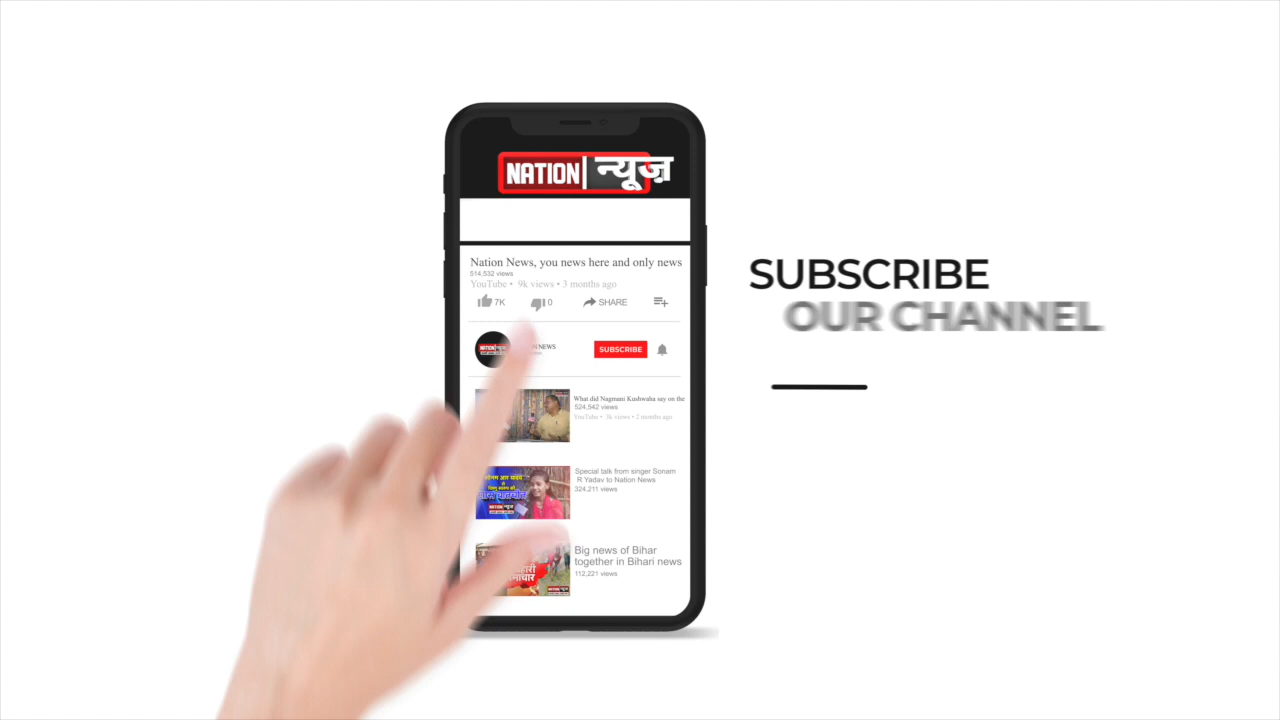 NATION न्यूज़
Nation News, you news here and only news
514,532 views
YouTube • 9k views • 3 months ago
7K 0 SHARE
NEWS
SUBSCRIBE
What did Nagmani Kushwaha say on the
524,542 views
YouTube • 3k views • 2 months ago
Special talk from singer Sonam
R Yadav to Nation News
324,211 views
Big news of Bihar
together in Bihari news
112,221 views
SUBSCRIBE
OUR CHANNEL